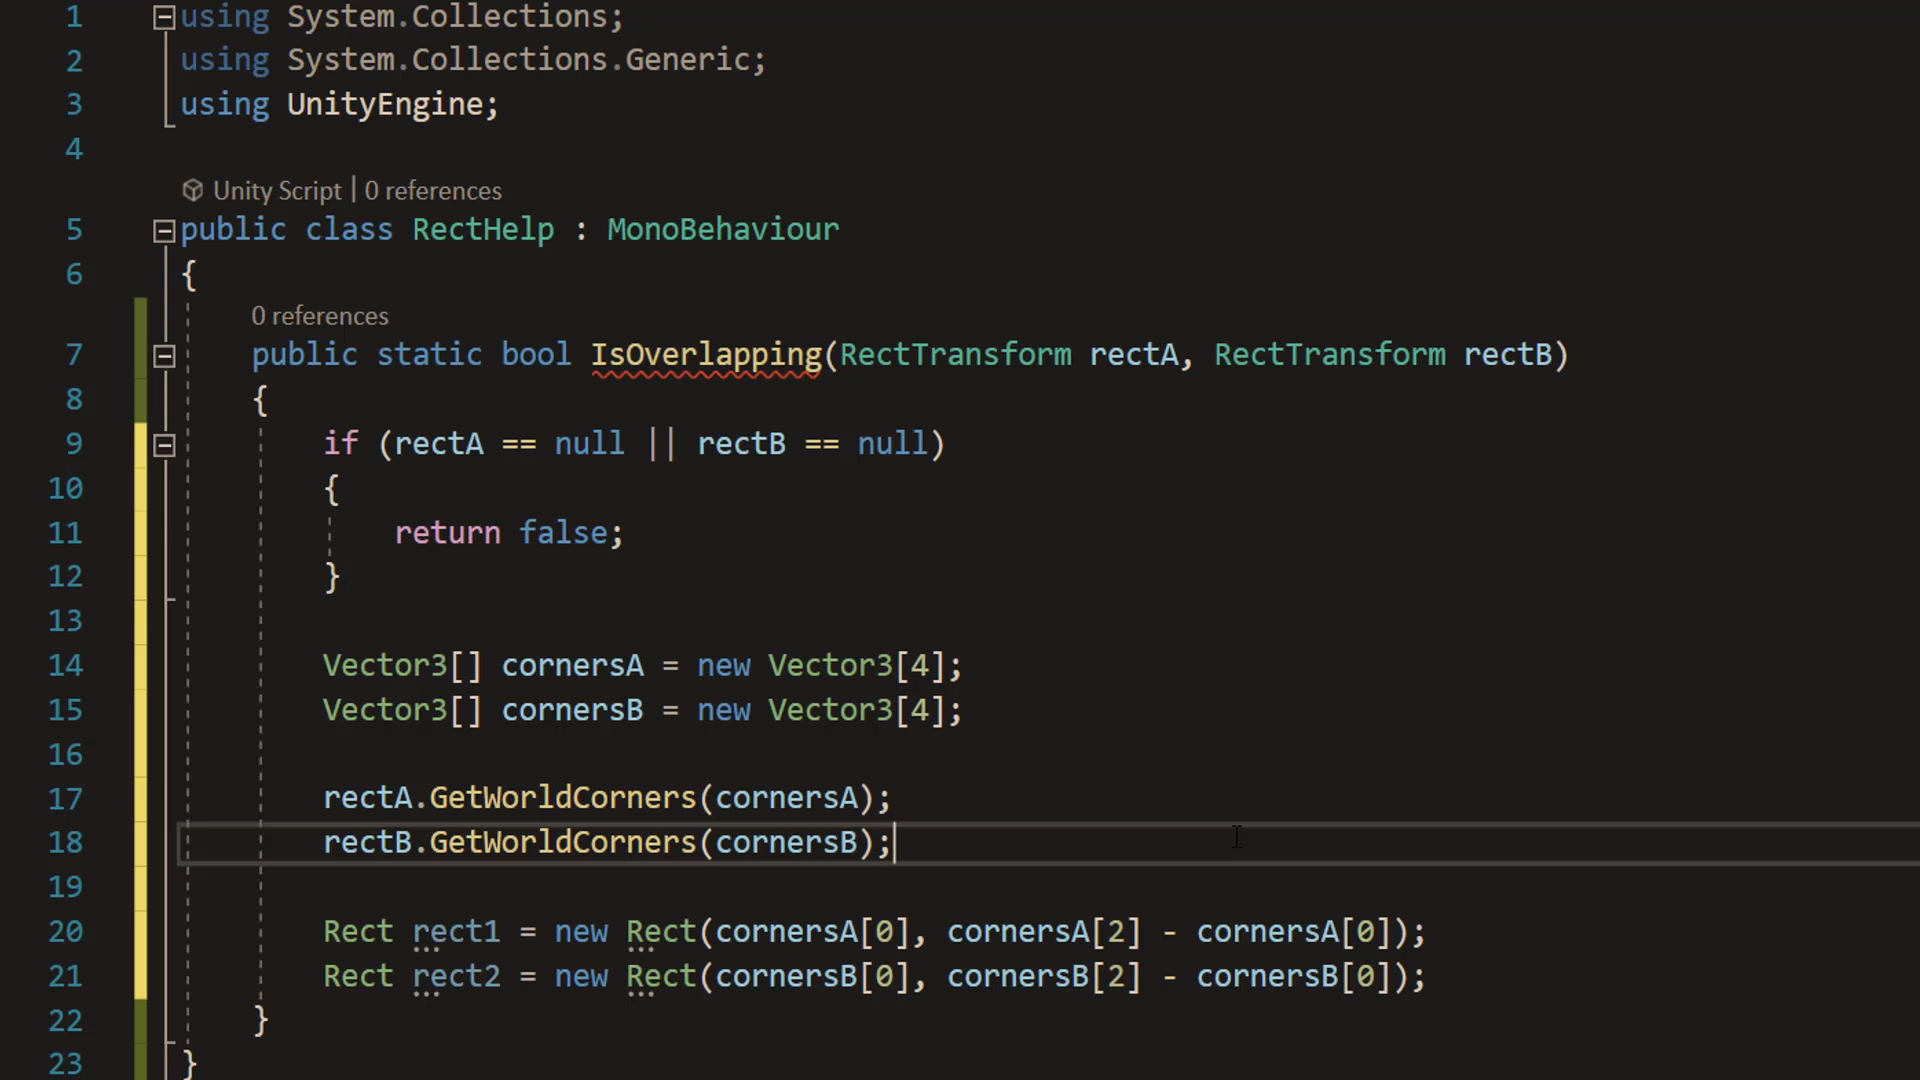 1 using System.Collections;
2 using System.Collections.Generic;
3 using UnityEngine;
4
Unity Script | 0 references
5 public class RectHelp : MonoBehaviour
6 {
0 references
7 public static bool IsOverlapping(RectTransform rectA, RectTransform rectB)
8 {
9 if (rectA == null || rectB == null)
10 {
11 return false;
12 }
13
14 Vector3[] cornersA = new Vector3[4];
15 Vector3[] cornersB = new Vector3[4];
16
17 rectA.GetWorldCorners(cornersA);
18 rectB.GetWorldCorners(cornersB);
19
20 Rect rect1 = new Rect(cornersA[0], cornersA[2] - cornersA[0]);
21 Rect rect2 = new Rect(cornersB[0], cornersB[2] - cornersB[0]);
22 }
23 }